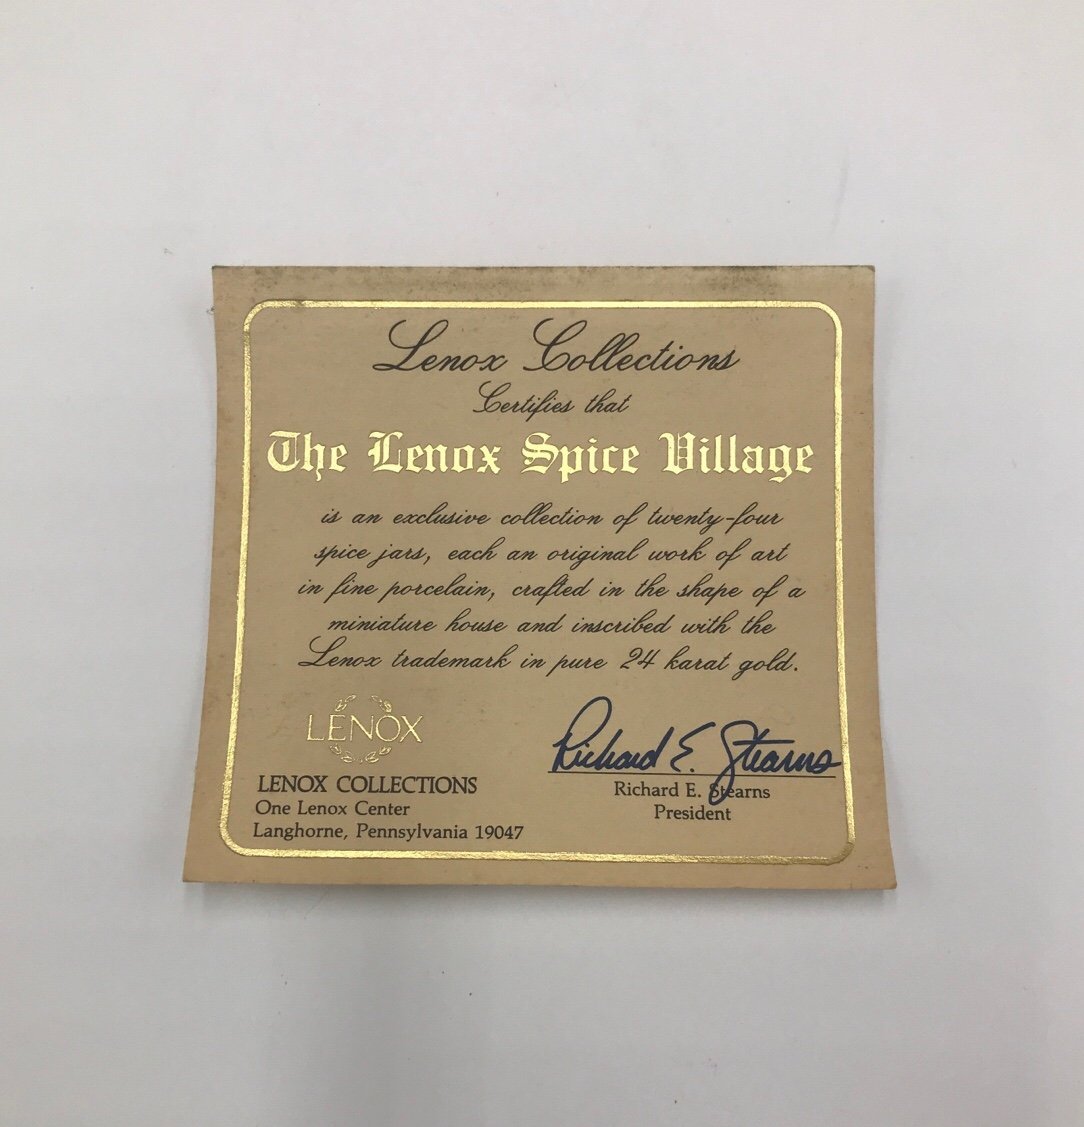 Lenox Collections
Certifies that
The Lenox Spice Village
is an exclusive collection of twenty-four
spice jars, each an original work of art
in fine porcelain, crafted in the shape of a
miniature house and inscribed with the
Lenox trademark in pure 24 karat gold.
LENOX
LENOX COLLECTIONS
One Lenox Center
Langhorne, Pennsylvania 19047
Richard E. Stearns
Richard E. Stearns
President